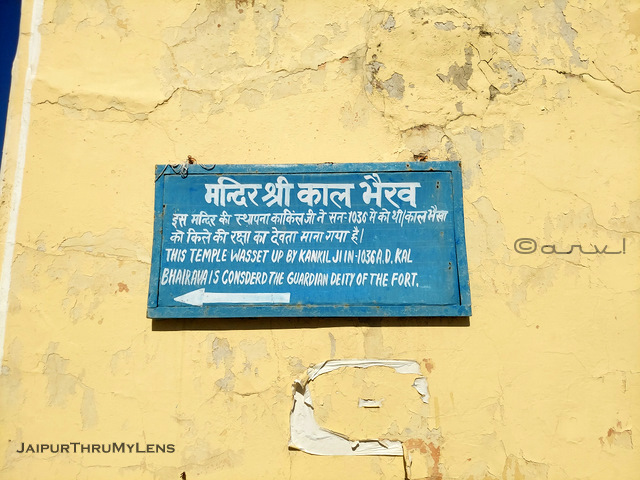 मन्दिर श्री काल भैरव
इस मन्दिर की स्थापना काकिल जी ने सन-1036 में की थी/काल भैरव
को किले की रक्षा का देवता माना गया है।
THIS TEMPLE WASSET UP BY KANKIL JI IN-1036 A.D. KAL
BHAIRAVA IS CONSDERD THE GUARDIAN DEITY OF THE FORT.
©arvl
JAIPURTHRUMYLENS